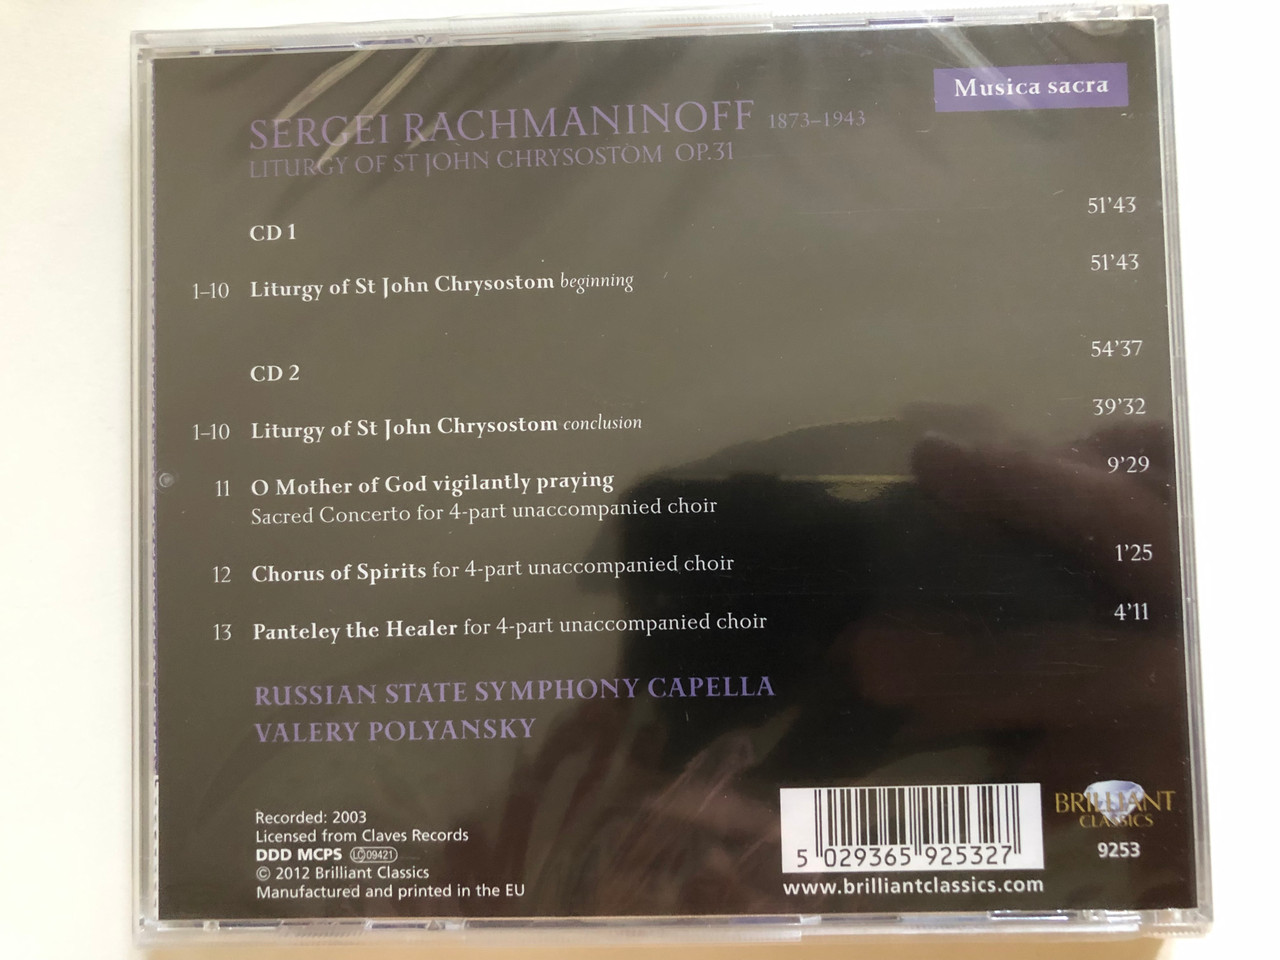 Musica sacra
SERGEI RACHMANINOFF 1873–1943
LITURGY OF ST JOHN CHRYSOSTOM OP.31
CD 1 51'43
1–10 Liturgy of St John Chrysostom beginning 51'43
CD 2 54'37
1–10 Liturgy of St John Chrysostom conclusion 39'32
11 O Mother of God vigilantly praying 9'29
Sacred Concerto for 4-part unaccompanied choir
12 Chorus of Spirits for 4-part unaccompanied choir 1'25
13 Panteley the Healer for 4-part unaccompanied choir 4'11
RUSSIAN STATE SYMPHONY CAPELLA
VALERY POLYANSKY
Recorded: 2003
Licensed from Claves Records
DDD MCPS LC 09421
© 2012 Brilliant Classics
Manufactured and printed in the EU
5 029365 925327
www.brilliantclassics.com
BRILLIANT
CLASSICS
9253